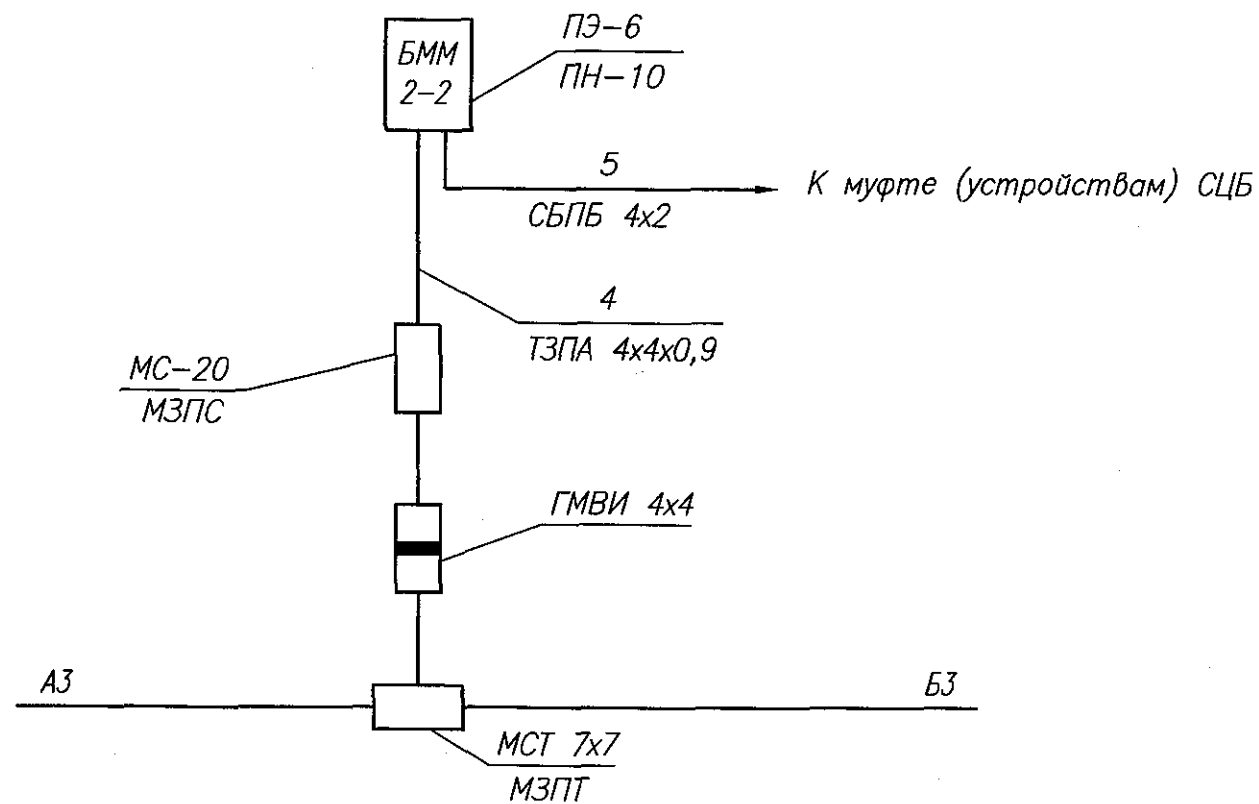 БММ
2-2
ПЭ-6
ПН-10
5
СБПБ 4х2
К муфте (устройствам) СЦБ
4
ТЗПА 4х4х0,9
МС-20
МЗПС
ГМВИ 4х4
АЗ
БЗ
МСТ 7х7
МЗПТ